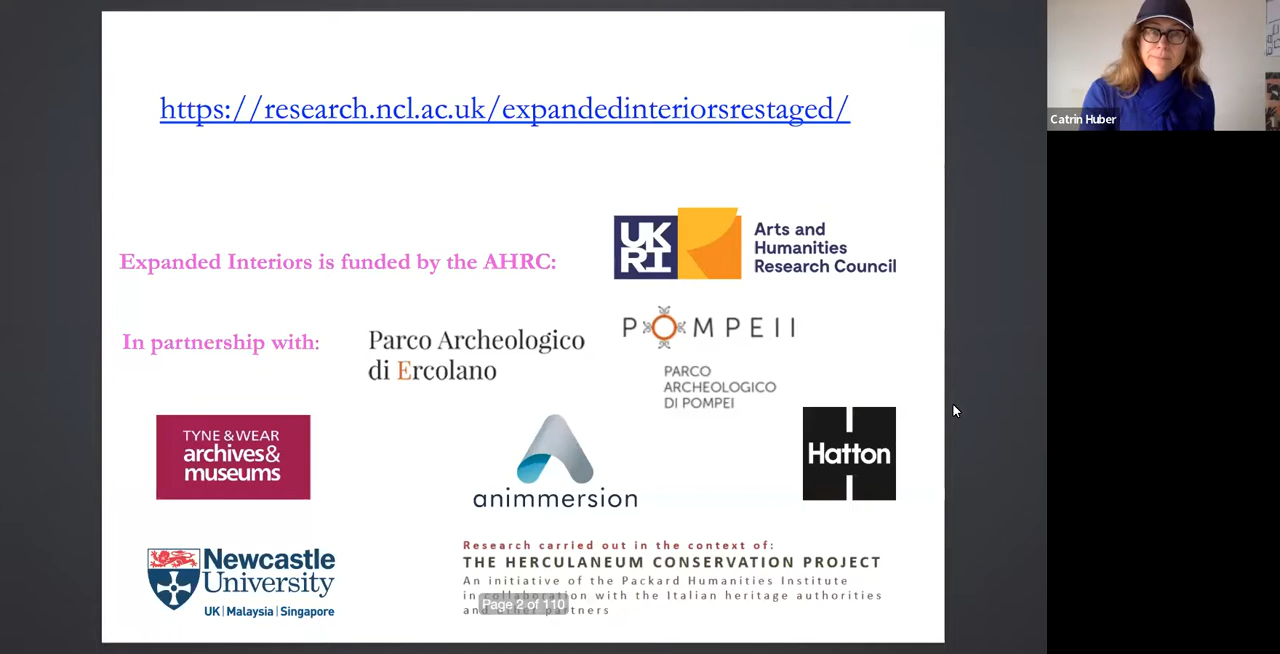 https://research.ncl.ac.uk/expandedinteriorsrestaged/
Catrin Huber
Expanded Interiors is funded by the AHRC:
UK
RI
Arts and
Humanities
Research Council
In partnership with:
Parco Archeologico
di Ercolano
POMPEII
PARCO
ARCHEOLOGICO
DI POMPEI
TYNE & WEAR
archives &
museums
animmersion
Hatton
Newcastle
University
UK | Malaysia | Singapore
Research carried out in the context of:
THE HERCULANEUM CONSERVATION PROJECT
An initiative of the Packard Humanities Institute
in collaboration with the Italian heritage authorities
and other partners
Page 2 of 110